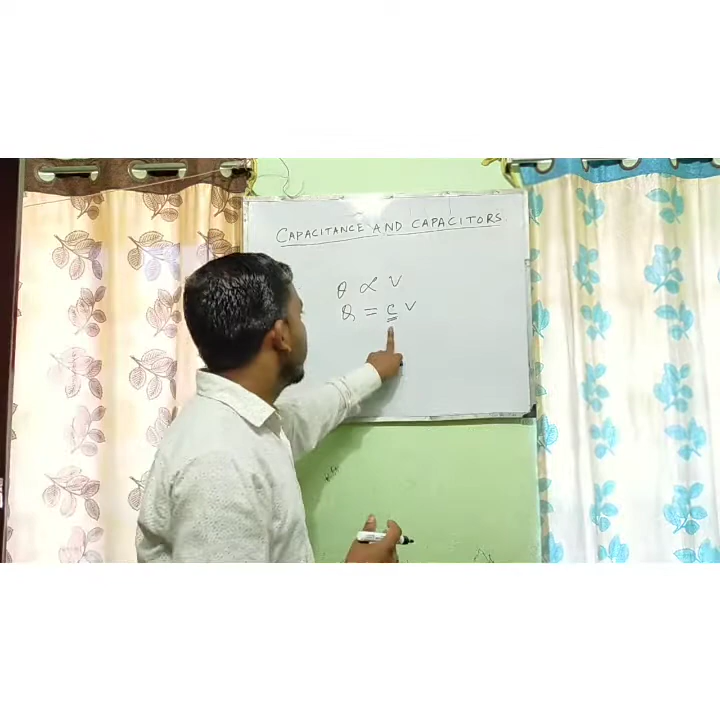 CAPACITANCE AND CAPACITORS
Q ∝ V
Q = C V